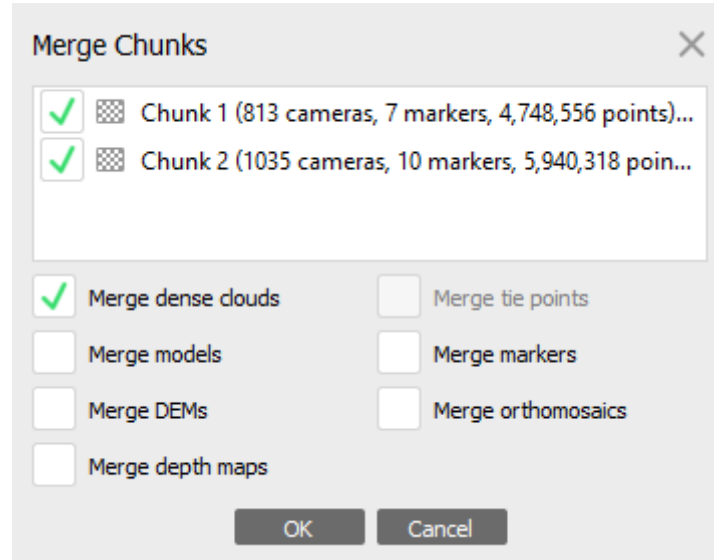 Merge Chunks
Chunk 1 (813 cameras, 7 markers, 4,748,556 points)...
Chunk 2 (1035 cameras, 10 markers, 5,940,318 poin...
Merge dense clouds
Merge tie points
Merge models
Merge markers
Merge DEMs
Merge orthomosaics
Merge depth maps
OK
Cancel